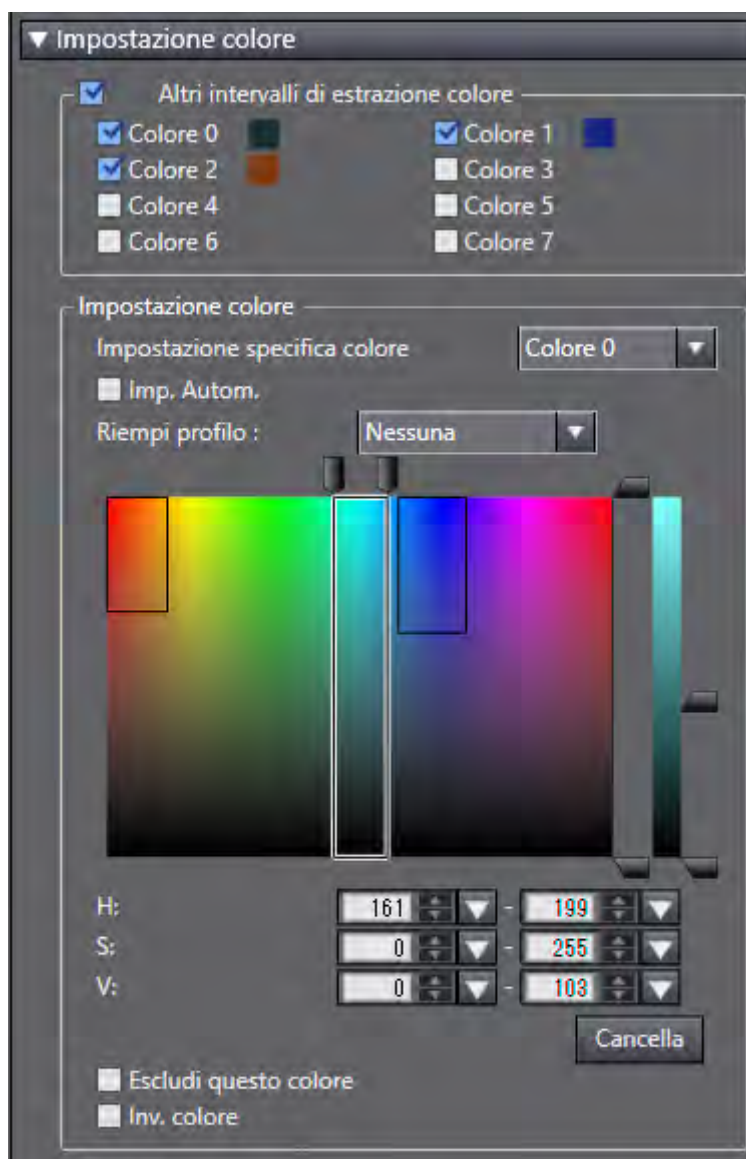 Impostazione colore
Altri intervalli di estrazione colore
Colore 0 Colore 1
Colore 2 Colore 3
Colore 4 Colore 5
Colore 6 Colore 7
Impostazione colore
Impostazione specifica colore Colore 0
Imp. Autom.
Riempi profilo : Nessuna
H: 161 - 199
S: 0 - 255
V: 0 - 103
Cancella
Escludi questo colore
Inv. colore